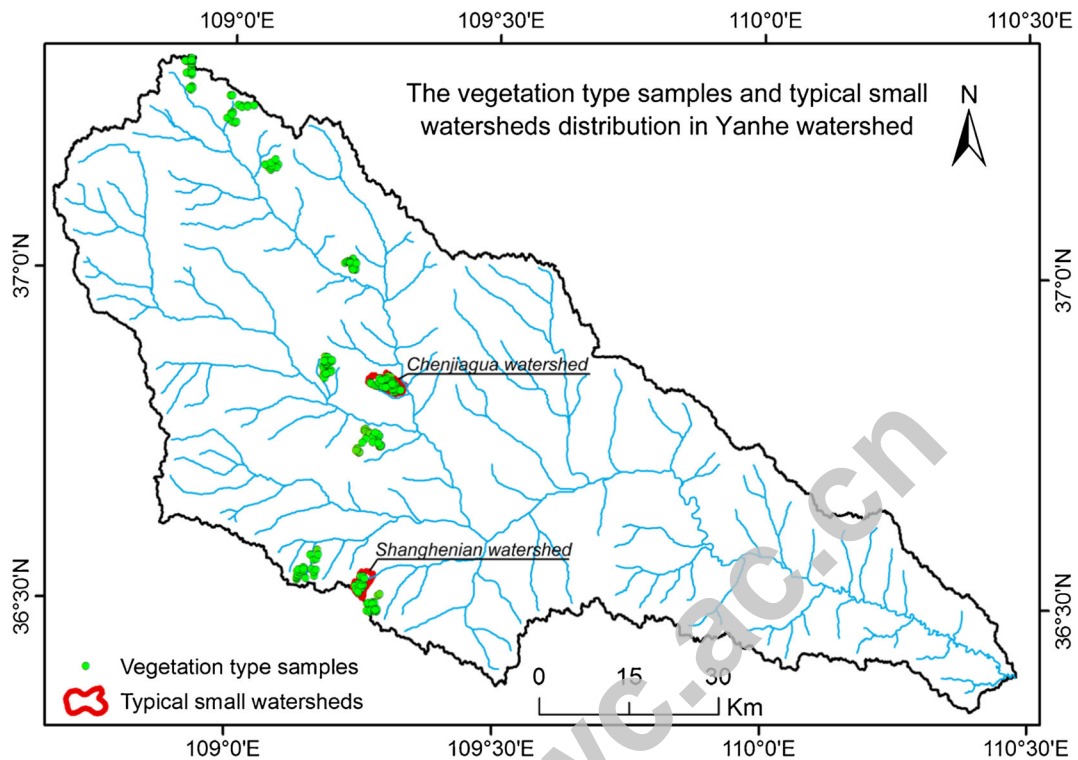 109°0'E 109°30'E 110°0'E 110°30'E
The vegetation type samples and typical small
watersheds distribution in Yanhe watershed
N
37°0'N
37°0'N
Chenjiagua watershed
Shanghenian watershed
36°30'N
36°30'N
Vegetation type samples
Typical small watersheds
0 15 30
Km
109°0'E 109°30'E 110°0'E 110°30'E
vc.ac.cn